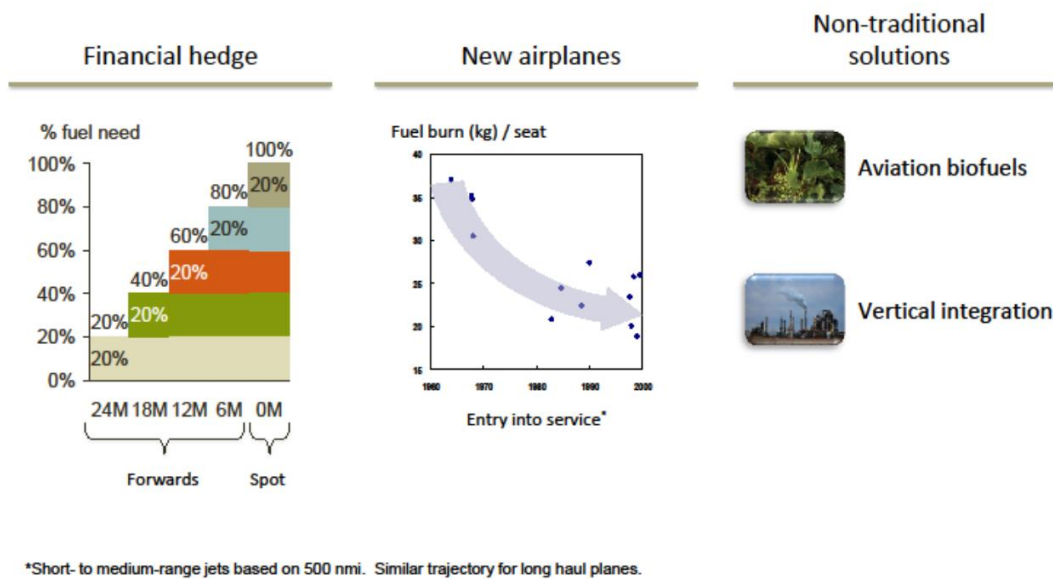 Financial hedge
New airplanes
Non-traditional
solutions
% fuel need
100%
80%
60%
40%
20%
0%
20%
40%
60%
80%
100%
20%
20%
20%
20%
20%
24M 18M 12M 6M 0M
Forwards
Spot
Fuel burn (kg) / seat
40
35
30
25
20
15
1960 1970 1980 1990 2000
Entry into service*
Aviation biofuels
Vertical integration
*Short- to medium-range jets based on 500 nmi. Similar trajectory for long haul planes.